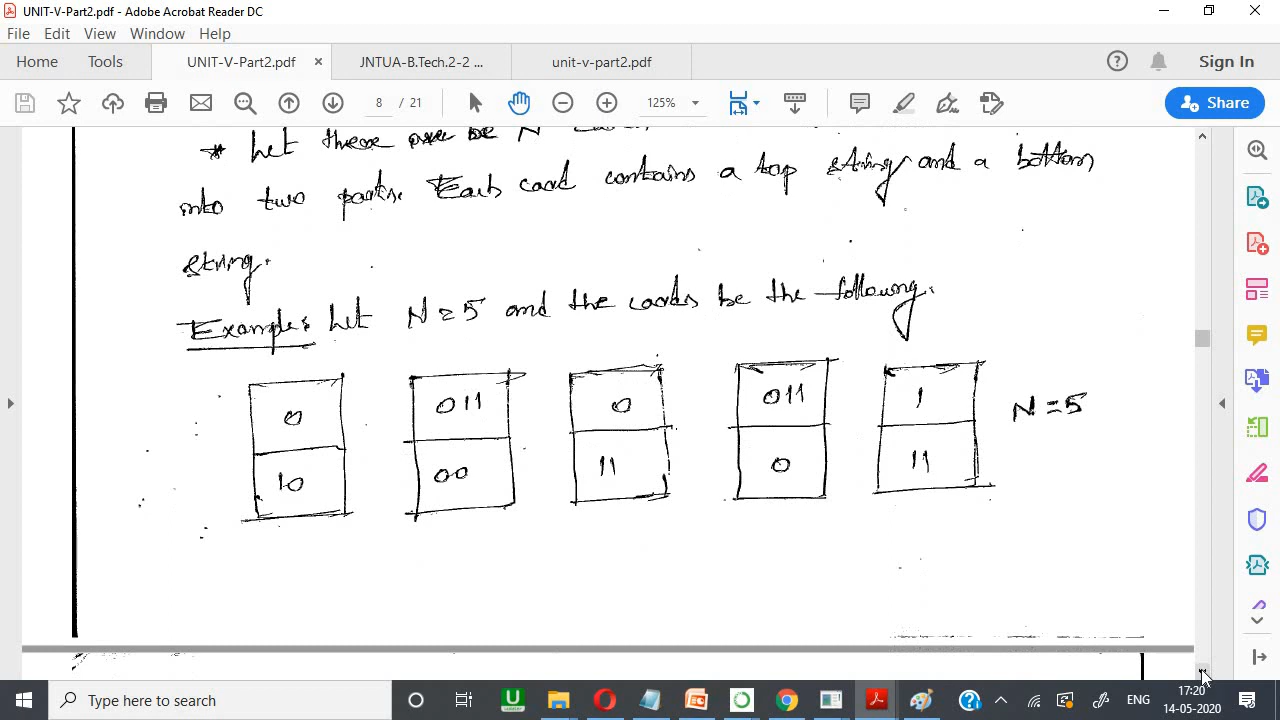 UNIT-V-Part2.pdf - Adobe Acrobat Reader DC
File Edit View Window Help
Home Tools UNIT-V-Part2.pdf × JNTUA-B.Tech.2-2 ... unit-v-part2.pdf Sign In
8 / 21 125% Share
* Let there be N
into two parts. Each card contains a top string and a bottom
string.
Example: Let N=5 and the cards be the following.
0 011 0 011 1 N=5
10 00 11 0 11
Type here to search
ENG 17:20
14-05-2020